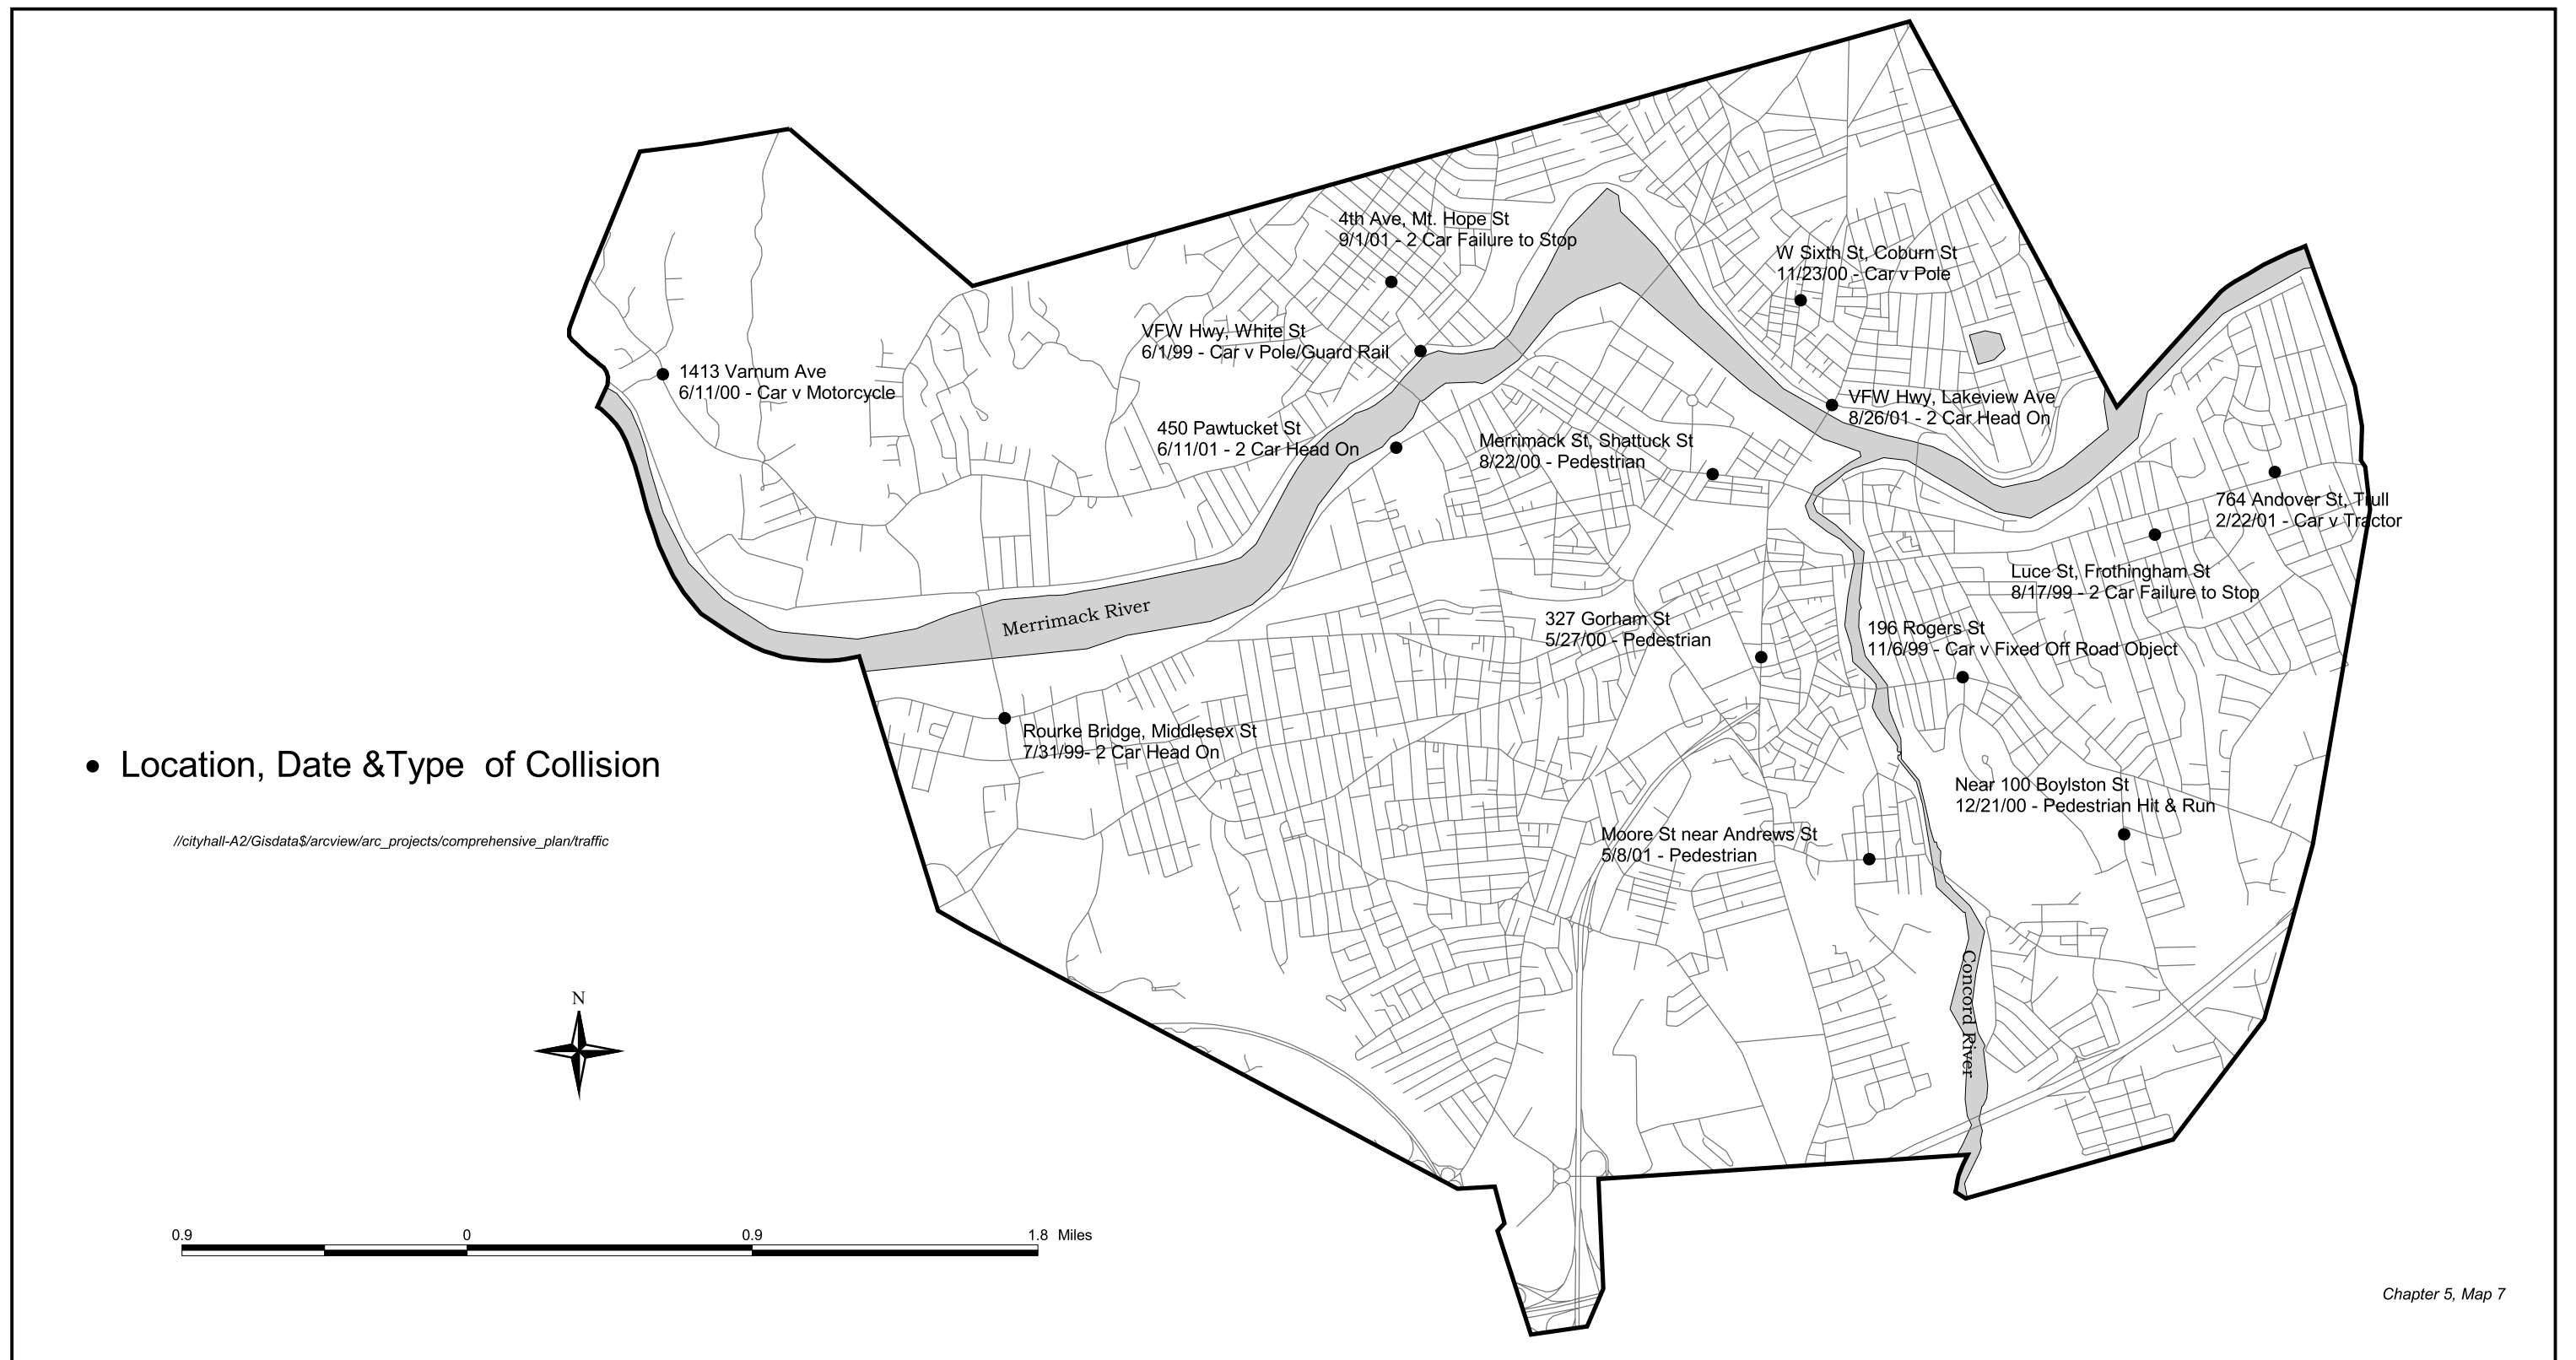 4th Ave, Mt. Hope St
9/1/01 - 2 Car Failure to Stop
W Sixth St, Coburn St
11/23/00 - Car v Pole
VFW Hwy, White St
6/1/99 - Car v Pole/Guard Rail
1413 Varnum Ave
6/11/00 - Car v Motorcycle
VFW Hwy, Lakeview Ave
8/26/01 - 2 Car Head On
450 Pawtucket St
6/11/01 - 2 Car Head On
Merrimack St, Shattuck St
8/22/00 - Pedestrian
764 Andover St, Trull
2/22/01 - Car v Tractor
Luce St, Frothingham St
8/17/99 - 2 Car Failure to Stop
Merrimack River
327 Gorham St
5/27/00 - Pedestrian
196 Rogers St
11/6/99 - Car v Fixed Off Road Object
Rourke Bridge, Middlesex St
7/31/99- 2 Car Head On
Location, Date &Type of Collision
Near 100 Boylston St
12/21/00 - Pedestrian Hit & Run
Moore St near Andrews St
5/8/01 - Pedestrian
//cityhall-A2/Gisdata$/arcview/arc_projects/comprehensive_plan/traffic
N
Concord River
0.9 0 0.9 1.8 Miles
Chapter 5, Map 7